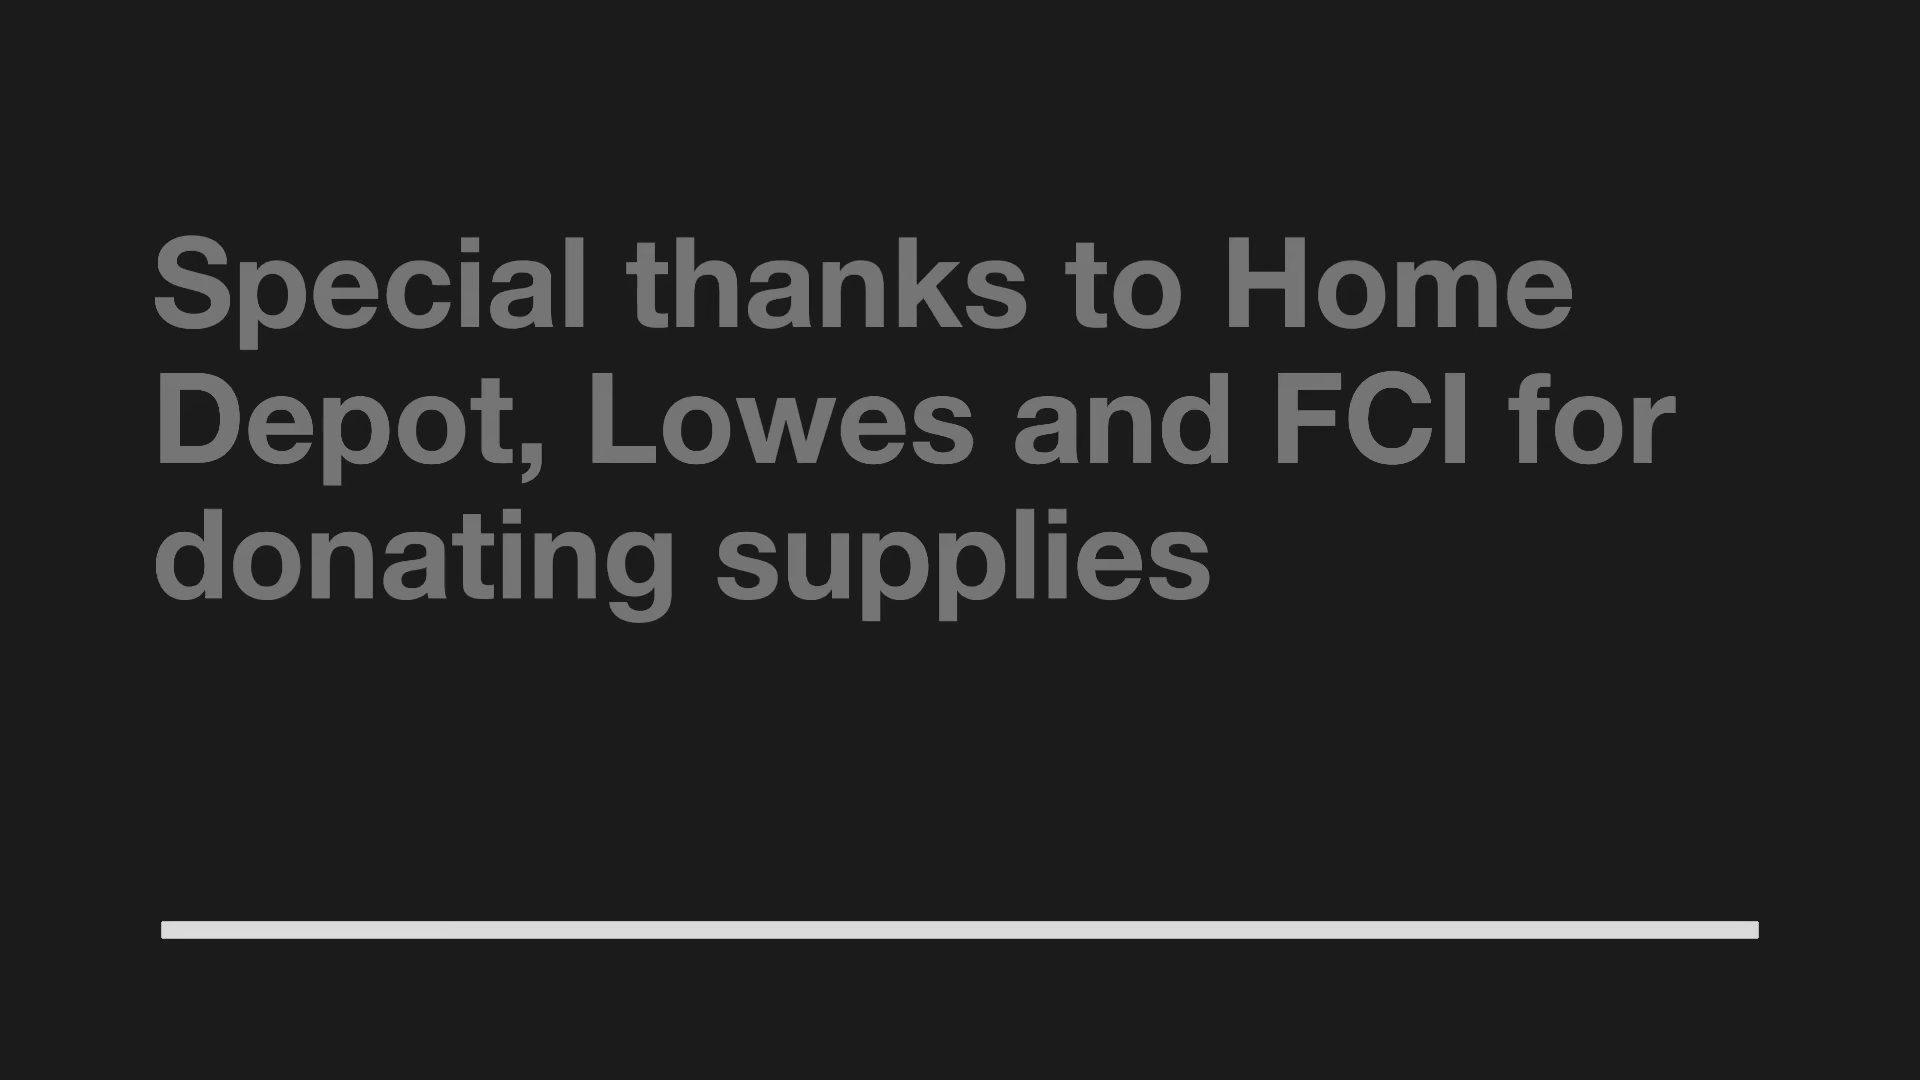 Special thanks to Home
Depot, Lowes and FCI for
donating supplies